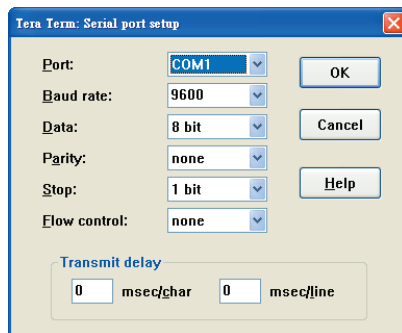 Tera Term: Serial port setup
Port: COM1 OK
Baud rate: 9600
Data: 8 bit Cancel
Parity: none
Stop: 1 bit Help
Flow control: none
Transmit delay
0 msec/char 0 msec/line